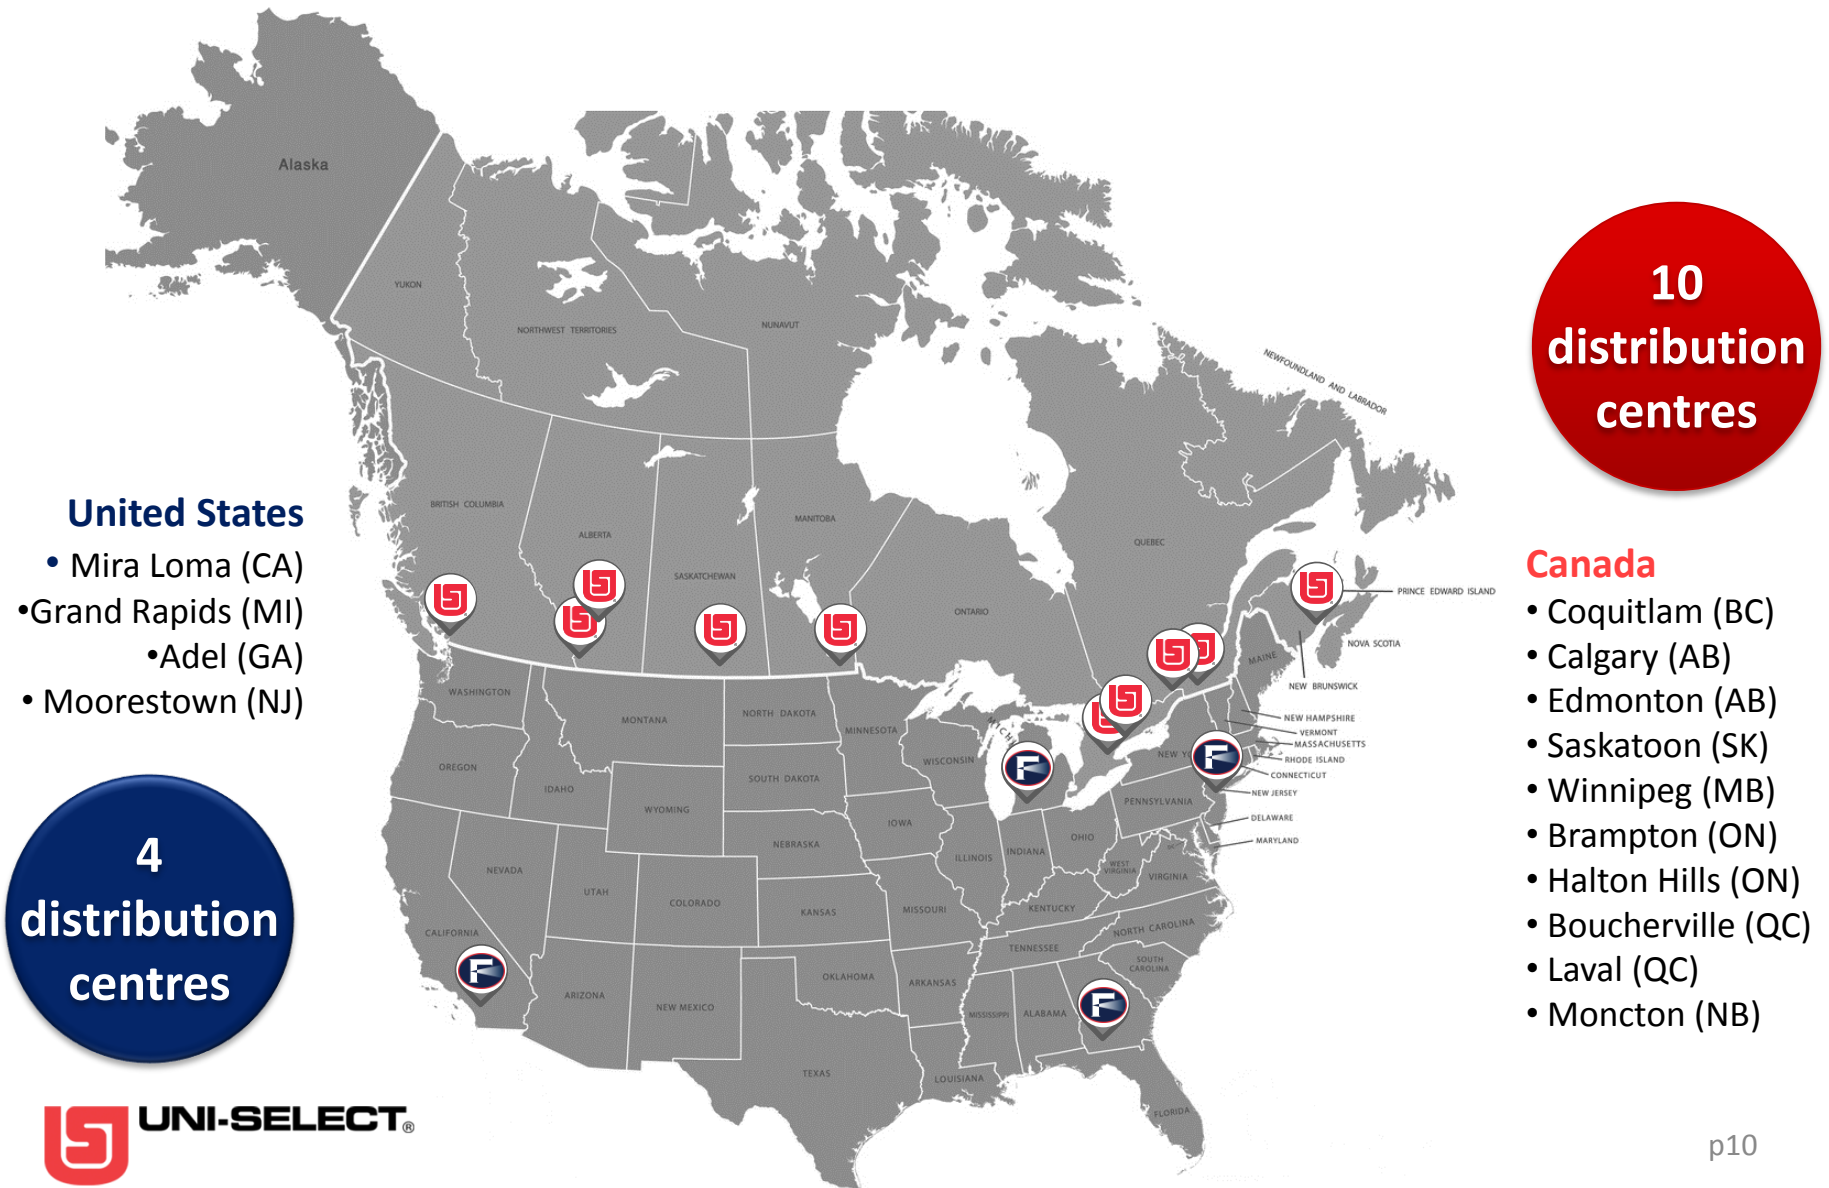 Alaska
YUKON
NORTHWEST TERRITORIES
NUNAVUT
NEWFOUNDLAND AND LABRADOR
10
distribution
centres
United States
• Mira Loma (CA)
•Grand Rapids (MI)
•Adel (GA)
• Moorestown (NJ)
4
distribution
centres
BRITISH COLUMBIA
ALBERTA
SASKATCHEWAN
MANITOBA
ONTARIO
QUEBEC
PRINCE EDWARD ISLAND
NOVA SCOTIA
NEW BRUNSWICK
MAINE
NEW HAMPSHIRE
VERMONT
MASSACHUSETTS
RHODE ISLAND
CONNECTICUT
NEW JERSEY
DELAWARE
MARYLAND
WASHINGTON
MONTANA
NORTH DAKOTA
MINNESOTA
OREGON
IDAHO
SOUTH DAKOTA
WISCONSIN
WYOMING
PENNSYLVANIA
IOWA
NEBRASKA
ILLINOIS
INDIANA
OHIO
WEST
VIRGINIA
VIRGINIA
NEVADA
UTAH
COLORADO
KANSAS
MISSOURI
KENTUCKY
CALIFORNIA
NORTH CAROLINA
TENNESSEE
SOUTH
CAROLINA
ARIZONA
NEW MEXICO
OKLAHOMA
ARKANSAS
MISSISSIPPI
ALABAMA
TEXAS
LOUISIANA
FLORIDA
Canada
• Coquitlam (BC)
• Calgary (AB)
• Edmonton (AB)
• Saskatoon (SK)
• Winnipeg (MB)
• Brampton (ON)
• Halton Hills (ON)
• Boucherville (QC)
• Laval (QC)
• Moncton (NB)
UNI-SELECT®
p10